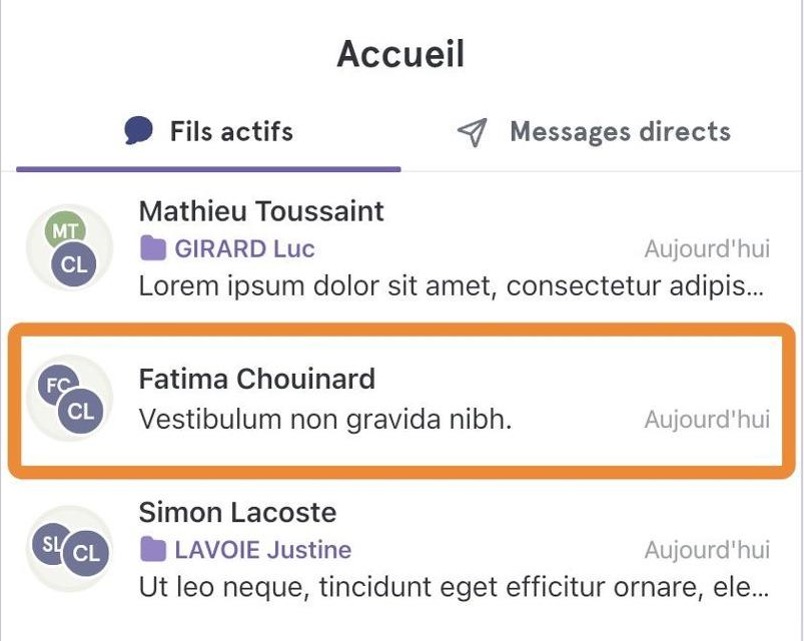 Accueil
Fils actifs Messages directs
Mathieu Toussaint
MT
CL
GIRARD Luc Aujourd'hui
Lorem ipsum dolor sit amet, consectetur adipis...
Fatima Chouinard
FC
CL
Vestibulum non gravida nibh. Aujourd'hui
Simon Lacoste
SL
CL
LAVOIE Justine Aujourd'hui
Ut leo neque, tincidunt eget efficitur ornare, ele...